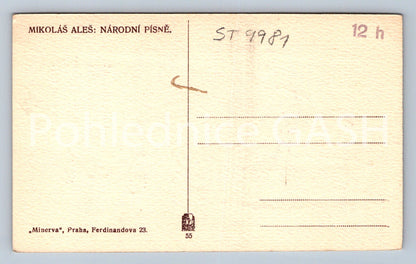 MIKOLÁŠ ALEŠ: NÁRODNÍ PÍSNĚ.
ST 9981
12 h
Pohlednice GASH
„Minerva", Praha, Ferdinandova 23.
55